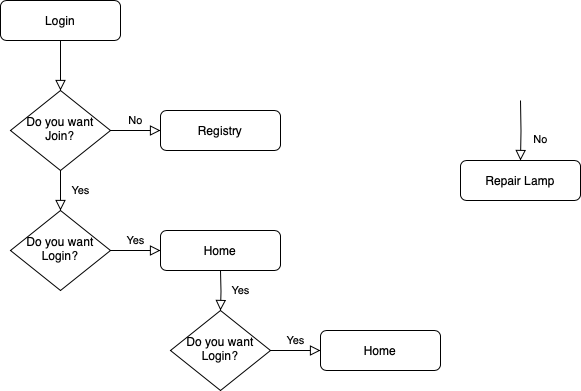 Login
Do you want
Join?
No
Registry
No
Repair Lamp
Yes
Do you want
Login?
Yes
Home
Yes
Do you want
Login?
Yes
Home